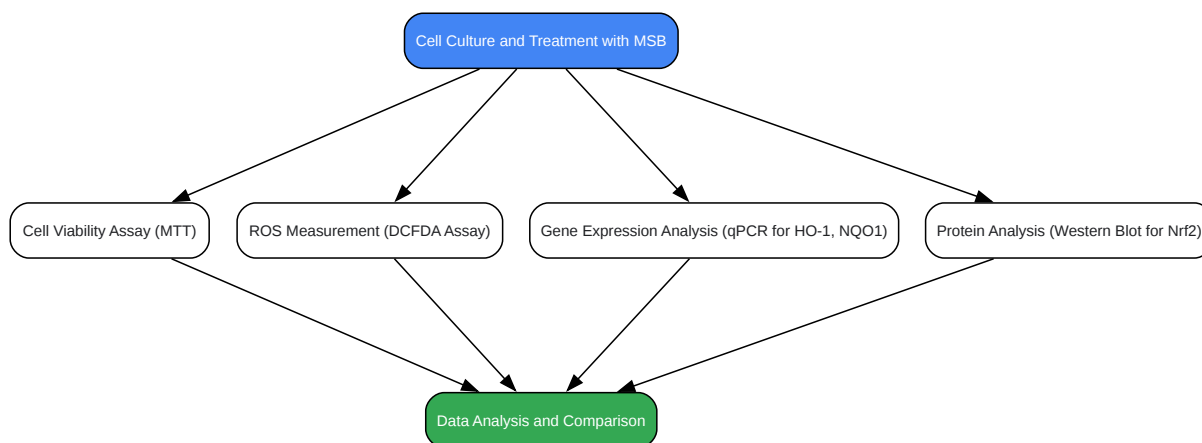 Cell Culture and Treatment with MSB
Cell Viability Assay (MTT)
ROS Measurement (DCFDA Assay)
Gene Expression Analysis (qPCR for HO-1, NQO1)
Protein Analysis (Western Blot for Nrf2)
Data Analysis and Comparison